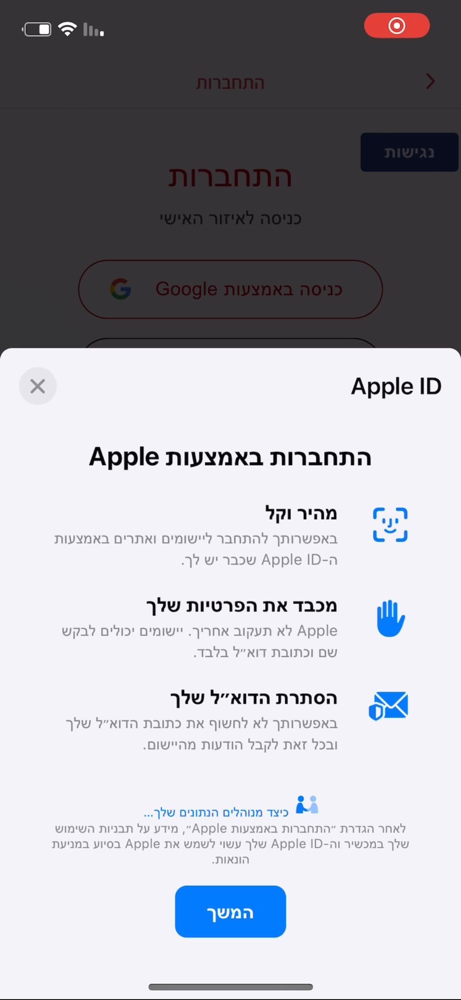 התחברות
נגישות
התחברות
כניסה לאיזור האישי
כניסה באמצעות Google
Apple ID
התחברות באמצעות Apple
מהיר וקל
באפשרותך להתחבר ליישומים ואתרים באמצעות
ה-Apple ID שכבר יש לך.
מכבד את הפרטיות שלך
Apple לא תעקוב אחריך. יישומים יכולים לבקש
שם וכתובת דוא״ל בלבד.
הסתרת הדוא״ל שלך
באפשרותך לא לחשוף את כתובת הדוא״ל שלך
ובכל זאת לקבל הודעות מהיישום.
כיצד מנוהלים הנתונים שלך...
לאחר הגדרת ״התחברות באמצעות Apple״, מידע על תבניות השימוש
שלך במכשיר וה-Apple ID שלך עשוי לשמש את Apple בסיוע במניעת
הונאות.
המשך